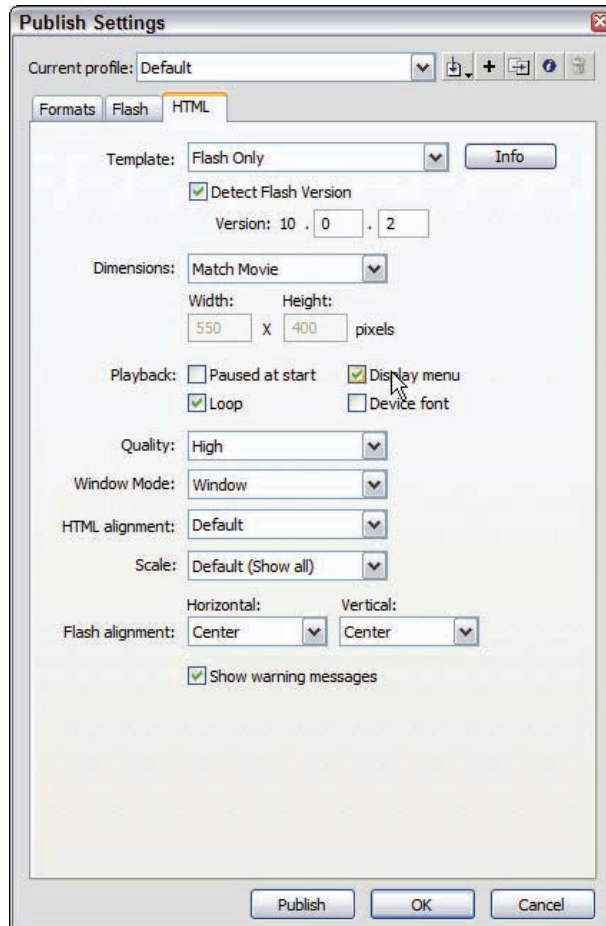 Publish Settings
Current profile: Default
Formats Flash HTML
Template: Flash Only Info
Detect Flash Version
Version: 10 . 0 . 2
Dimensions: Match Movie
Width: Height:
550 X 400 pixels
Playback: Paused at start Display menu
Loop Device font
Quality: High
Window Mode: Window
HTML alignment: Default
Scale: Default (Show all)
Horizontal: Vertical:
Flash alignment: Center Center
Show warning messages
Publish OK Cancel